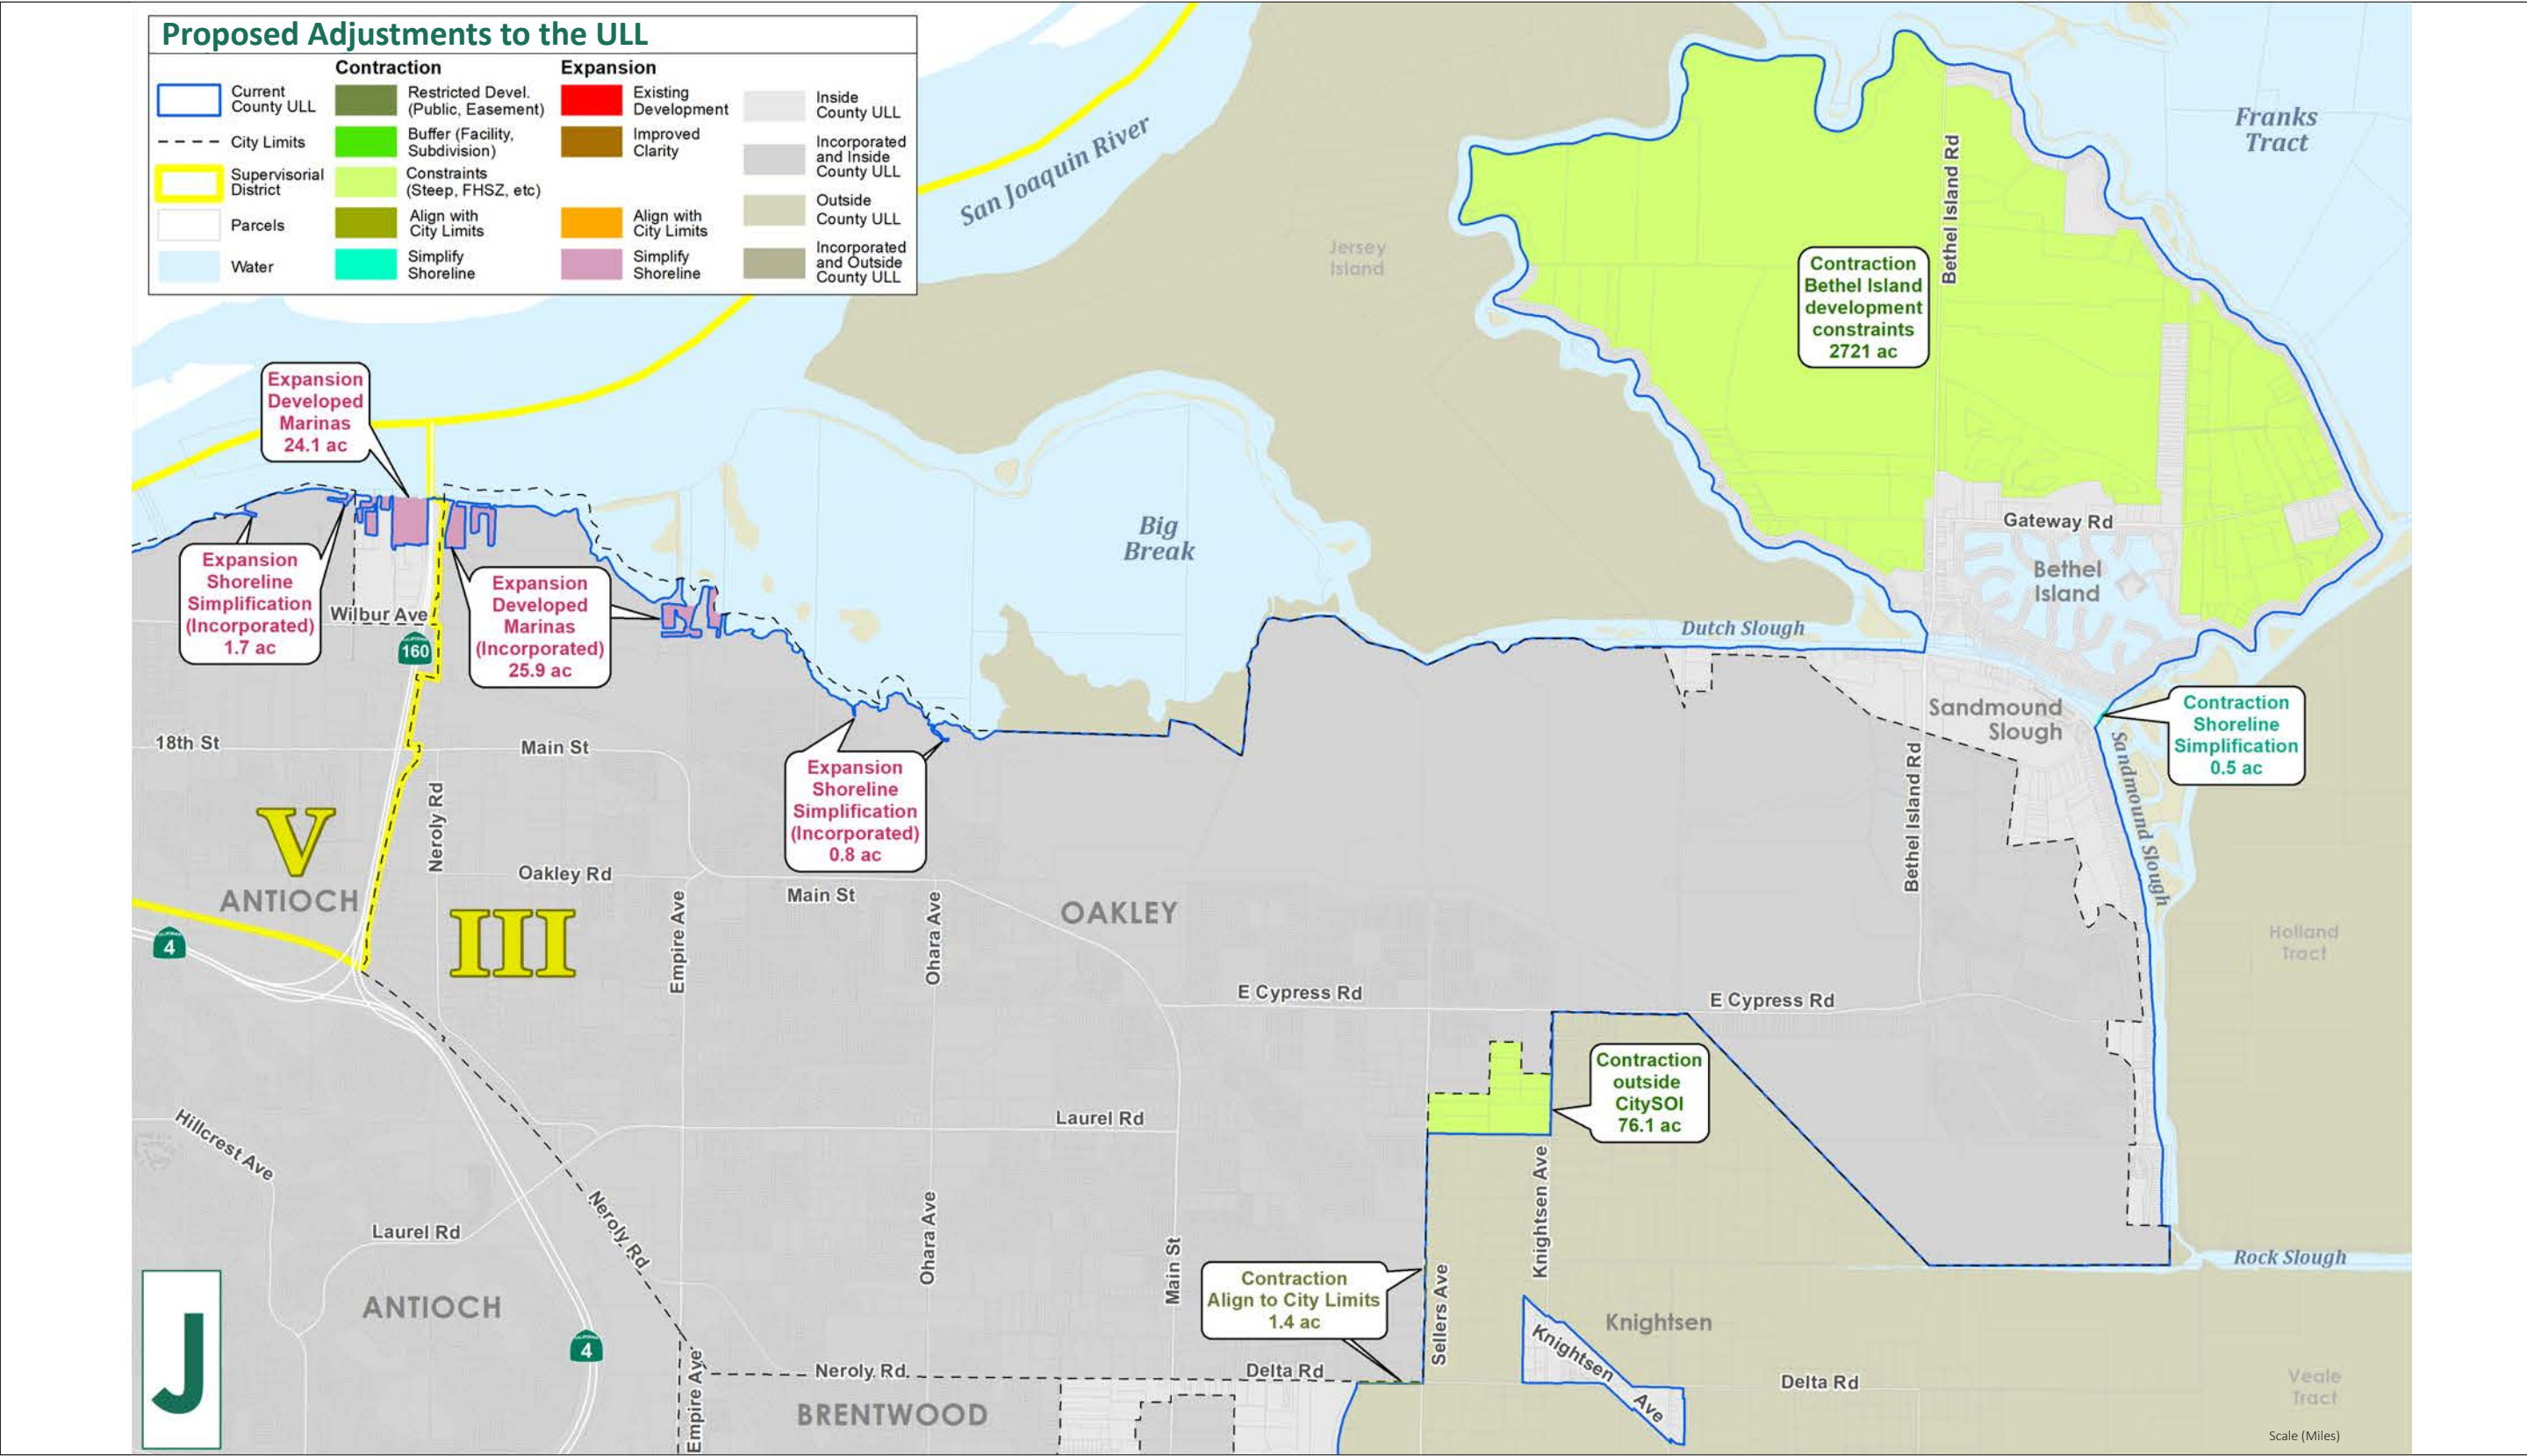 Proposed Adjustments to the ULL
Current
County ULL
City Limits
Supervisorial
District
Parcels
Water
Contraction
Restricted Devel.
(Public, Easement)
Buffer (Facility,
Subdivision)
Constraints
(Steep, FHSZ, etc)
Align with
City Limits
Simplify
Shoreline
Expansion
Existing
Development
Improved
Clarity
Align with
City Limits
Simplify
Shoreline
Inside
County ULL
Incorporated
and Inside
County ULL
Outside
County ULL
Incorporated
and Outside
County ULL
San Joaquin River
Jersey
Island
Franks
Tract
Bethel Island Rd
Contraction
Bethel Island
development
constraints
2721 ac
Expansion
Developed
Marinas
24.1 ac
Expansion
Shoreline
Simplification
(Incorporated)
1.7 ac
Wilbur Ave
160
Expansion
Developed
Marinas
(Incorporated)
25.9 ac
Big
Break
Gateway Rd
Bethel
Island
Dutch Slough
Sandmound
Slough
Contraction
Shoreline
Simplification
0.5 ac
Sandmound Slough
18th St
Main St
Expansion
Shoreline
Simplification
(Incorporated)
0.8 ac
Neroly Rd
V
ANTIOCH
III
4
Oakley Rd
Main St
Empire Ave
Ohara Ave
OAKLEY
Bethel Island Rd
Holland
Tract
E Cypress Rd
E Cypress Rd
Contraction
outside
CitySOI
76.1 ac
Hillcrest Ave
Laurel Rd
Laurel Rd
Neroly Rd
Ohara Ave
Main St
Knightsen Ave
Sellers Ave
Rock Slough
Contraction
Align to City Limits
1.4 ac
ANTIOCH
4
Knightsen
Knightsen
Ave
J
Empire Ave
Neroly Rd
Delta Rd
Delta Rd
Veale
Tract
BRENTWOOD
Scale (Miles)